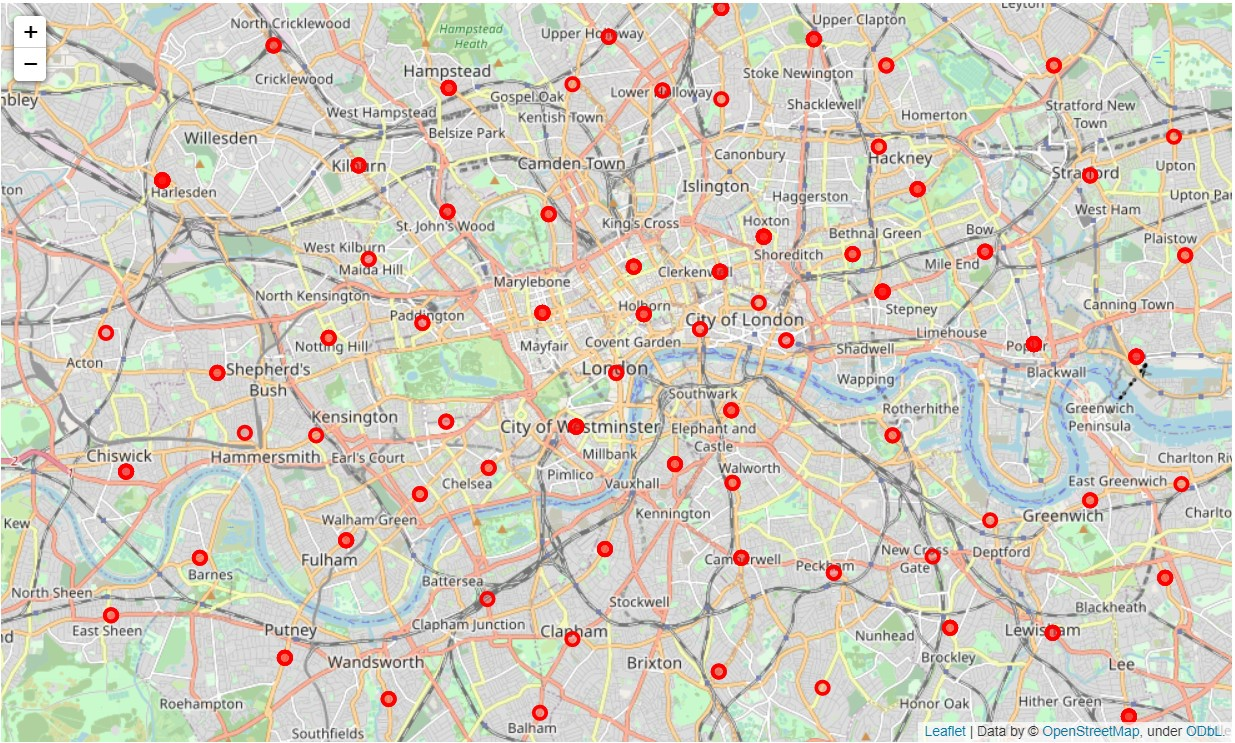 +
−
North Cricklewood
Hampstead
Heath
Upper Holloway
Upper Clapton
Leyton
Cricklewood
Hampstead
Gospel Oak
Lower Holloway
Stoke Newington
Shacklewell
Stratford New
Town
West Hampstead
Kentish Town
Homerton
Willesden
Belsize Park
Camden Town
Canonbury
Hackney
Upton
Kilburn
Stratford
Harlesden
Islington
Haggerston
Upton Pa
West Ham
St. John's Wood
King's Cross
Hoxton
Bethnal Green
Bow
Plaistow
West Kilburn
Maida Hill
Shoreditch
Mile End
Clerkenwell
Marylebone
North Kensington
Holborn
City of London
Stepney
Canning Town
Paddington
Limehouse
Notting Hill
Mayfair
Covent Garden
Shadwell
Poplar
Acton
Shepherd's
Bush
London
Blackwall
Wapping
Southwark
Rotherhithe
Greenwich
Peninsula
Kensington
City of Westminster
Elephant and
Castle
2
Chiswick
Hammersmith
Earl's Court
Millbank
Charlton Riv
Pimlico
Walworth
Chelsea
Vauxhall
East Greenwich
Kew
Walham Green
Kennington
Greenwich
Charlto
Fulham
Camberwell
Peckham
New Cross
Gate
Deptford
Barnes
Battersea
North Sheen
Stockwell
Blackheath
East Sheen
Putney
Clapham Junction
Clapham
Nunhead
Lewisham
Wandsworth
Brixton
Brockley
Lee
Roehampton
Honor Oak
Hither Green
Southfields
Balham
Leaflet | Data by © OpenStreetMap, under ODbL.